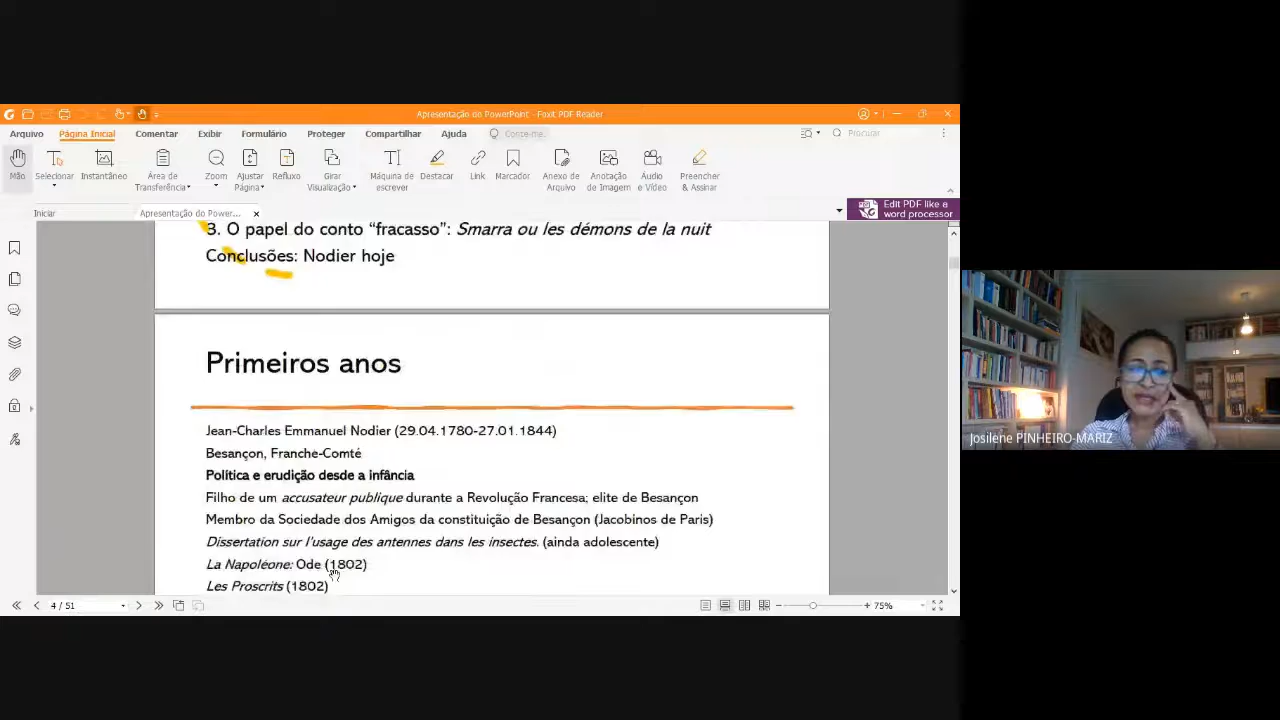 Apresentação do PowerPoint - Foxit PDF Reader
Arquivo Página Inicial Comentar Exibir Formulário Proteger Compartilhar Ajuda Conte-me... Procurar
Mão Selecionar Instantâneo Área de Transferência Zoom Ajustar Página Refluxo Girar Visualização Máquina de escrever Destacar Link Marcador Anexo de Arquivo Anotação de Imagem Áudio e Vídeo Preencher & Assinar
Iniciar Apresentação do Power... Edit PDF like a word processor
3. O papel do conto “fracasso”: Smarra ou les démons de la nuit
Conclusões: Nodier hoje
Primeiros anos
Jean-Charles Emmanuel Nodier (29.04.1780-27.01.1844)
Besançon, Franche-Comté
Política e erudição desde a infância
Filho de um accusateur publique durante a Revolução Francesa; elite de Besançon
Membro da Sociedade dos Amigos da constituição de Besançon (Jacobinos de Paris)
Dissertation sur l'usage des antennes dans les insectes. (ainda adolescente)
La Napoléone: Ode (1802)
Les Proscrits (1802)
4 / 51 75%
Josilene PINHEIRO-MARIZ